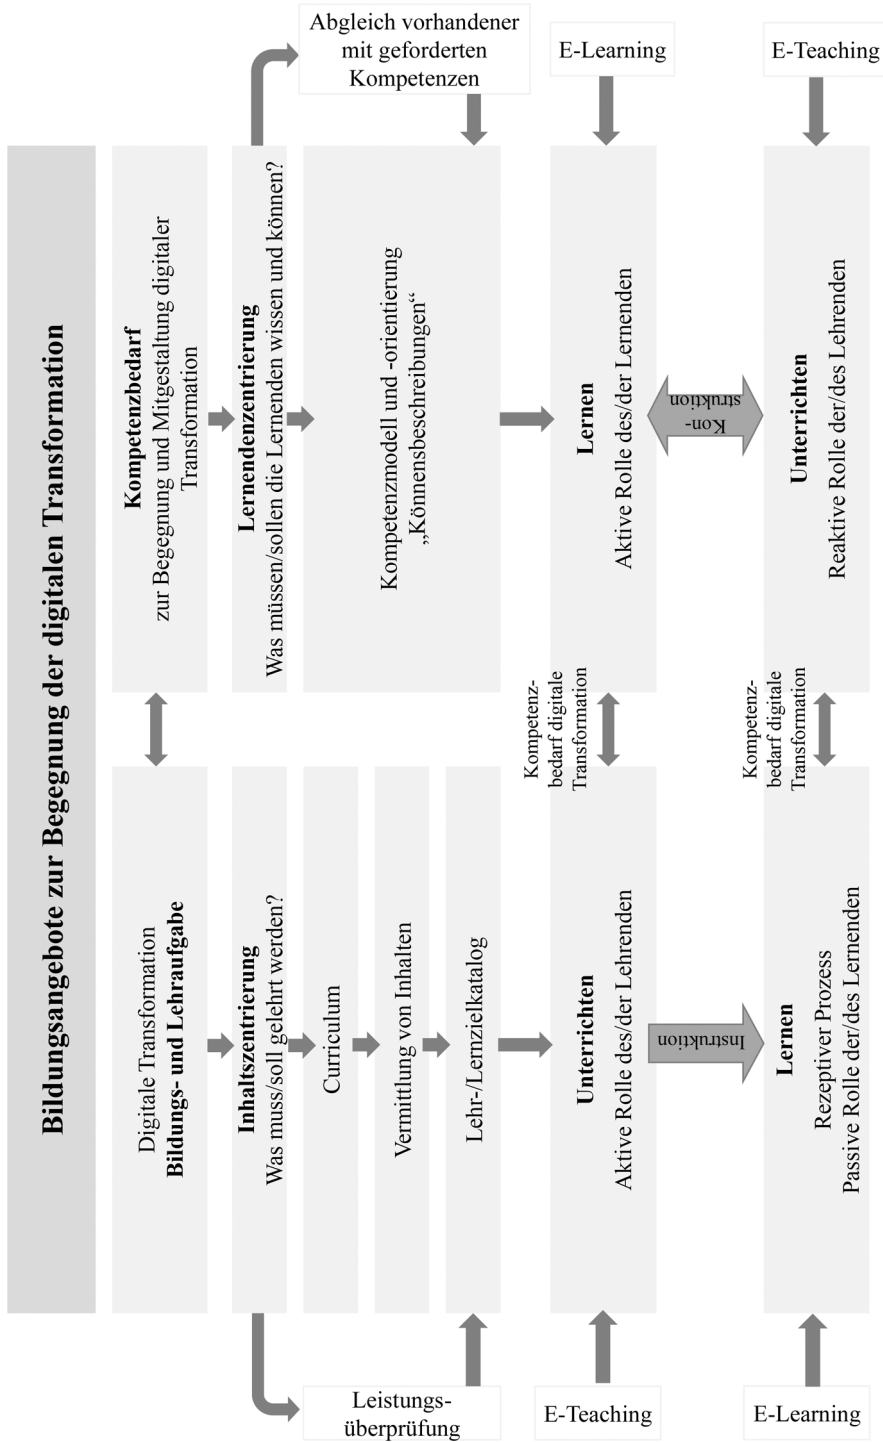 Bildungsangebote zur Begegnung der digitalen Transformation
Digitale Transformation
Bildungs- und Lehraufgabe
Kompetenzbedarf
zur Begegnung und Mitgestaltung digitaler
Transformation
Inhaltszentrierung
Was muss/soll gelehrt werden?
Lernendenzentrierung
Was müssen/sollen die Lernenden wissen und können?
Leistungs-
überprüfung
Curriculum
Vermittlung von Inhalten
Lehr-/Lernzielkatalog
Kompetenzmodell und -orientierung
„Könnensbeschreibungen“
Abgleich vorhandener
mit geforderten
Kompetenzen
E-Teaching
Unterrichten
Aktive Rolle des/der Lehrenden
Kompetenz-
bedarf digitale
Transformation
Lernen
Aktive Rolle des/der Lernenden
E-Learning
Instruktion
Kon-
struktion
E-Learning
Lernen
Rezeptiver Prozess
Passive Rolle der/des Lernenden
Kompetenz-
bedarf digitale
Transformation
Unterrichten
Reaktive Rolle der/des Lehrenden
E-Teaching